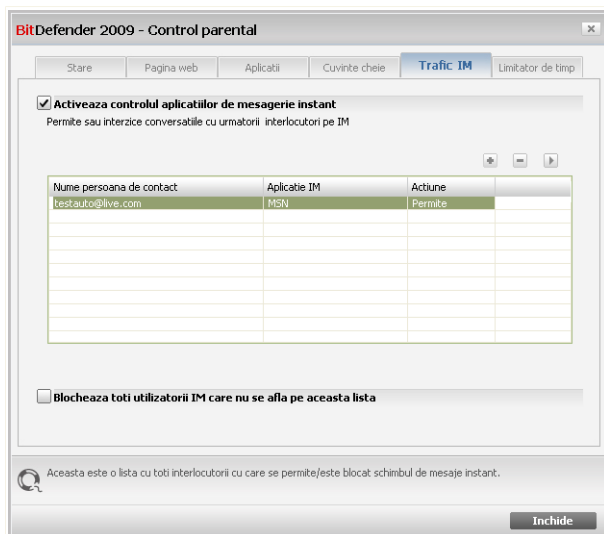 BitDefender 2009 - Control parental
Stare Pagina web Aplicatii Cuvinte cheie Trafic IM Limitator de timp
Activeaza controlul aplicatiilor de mesagerie instant
Permite sau interzice conversatiile cu urmatorii interlocutori pe IM
Nume persoana de contact Aplicatie IM Actiune
testauto@live.com MSN Permite
Blocheaza toti utilizatorii IM care nu se afla pe aceasta lista
Aceasta este o lista cu toti interlocutorii cu care se permite/este blocat schimbul de mesaje instant.
Inchide